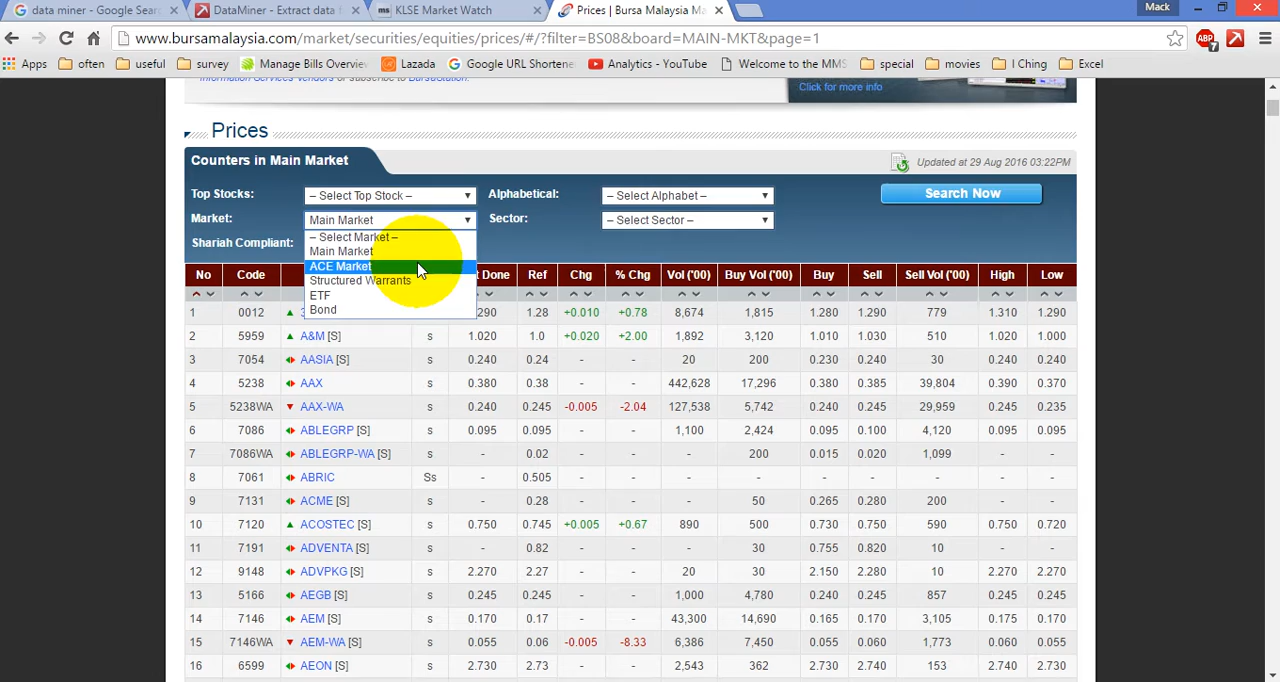 data miner - Google Sear
DataMiner - Extract data f
ms KLSE Market Watch
Prices | Bursa Malaysia Ma
Mack
www.bursamalaysia.com/market/securities/equities/prices/#/?filter=BS08&board=MAIN-MKT&page=1
ABP 7
Apps often useful survey Manage Bills Overview Lazada Google URL Shortene Analytics - YouTube Welcome to the MMS special movies I Ching Excel
Information Services Vendors or subscribe to BursaStation.
Click for more info
Prices
Counters in Main Market
Updated at 29 Aug 2016 03:22PM
Top Stocks: – Select Top Stock – Alphabetical: – Select Alphabet – Search Now
Market: Main Market Sector: – Select Sector –
– Select Market –
Shariah Compliant:
Main Market
ACE Market
Structured Warrants
ETF
Bond
No Code Done Ref Chg % Chg Vol ('00) Buy Vol ('00) Buy Sell Sell Vol ('00) High Low
1 0012 290 1.28 +0.010 +0.78 8,674 1,815 1.280 1.290 779 1.310 1.290
2 5959 A&M [S] s 1.020 1.0 +0.020 +2.00 1,892 3,120 1.010 1.030 510 1.020 1.000
3 7054 AASIA [S] s 0.240 0.24 - - 20 200 0.230 0.240 30 0.240 0.240
4 5238 AAX s 0.380 0.38 - - 442,628 17,296 0.380 0.385 39,804 0.390 0.370
5 5238WA AAX-WA s 0.240 0.245 -0.005 -2.04 127,538 5,742 0.240 0.245 29,959 0.245 0.235
6 7086 ABLEGRP [S] s 0.095 0.095 - - 1,100 2,424 0.095 0.100 4,120 0.095 0.095
7 7086WA ABLEGRP-WA [S] s - 0.02 - - - 200 0.015 0.020 1,099 - -
8 7061 ABRIC Ss - 0.505 - - - - - - - - -
9 7131 ACME [S] s - 0.28 - - - 50 0.265 0.280 200 - -
10 7120 ACOSTEC [S] s 0.750 0.745 +0.005 +0.67 890 500 0.730 0.750 590 0.750 0.720
11 7191 ADVENTA [S] s - 0.82 - - - 30 0.755 0.820 10 - -
12 9148 ADVPKG [S] s 2.270 2.27 - - 20 30 2.150 2.280 10 2.270 2.270
13 5166 AEGB [S] s 0.245 0.245 - - 1,000 4,780 0.240 0.245 857 0.245 0.245
14 7146 AEM [S] s 0.170 0.17 - - 43,300 14,690 0.165 0.170 3,105 0.175 0.170
15 7146WA AEM-WA [S] s 0.055 0.06 -0.005 -8.33 6,386 7,450 0.055 0.060 1,773 0.060 0.055
16 6599 AEON [S] s 2.730 2.73 - - 2,543 362 2.730 2.740 153 2.740 2.730